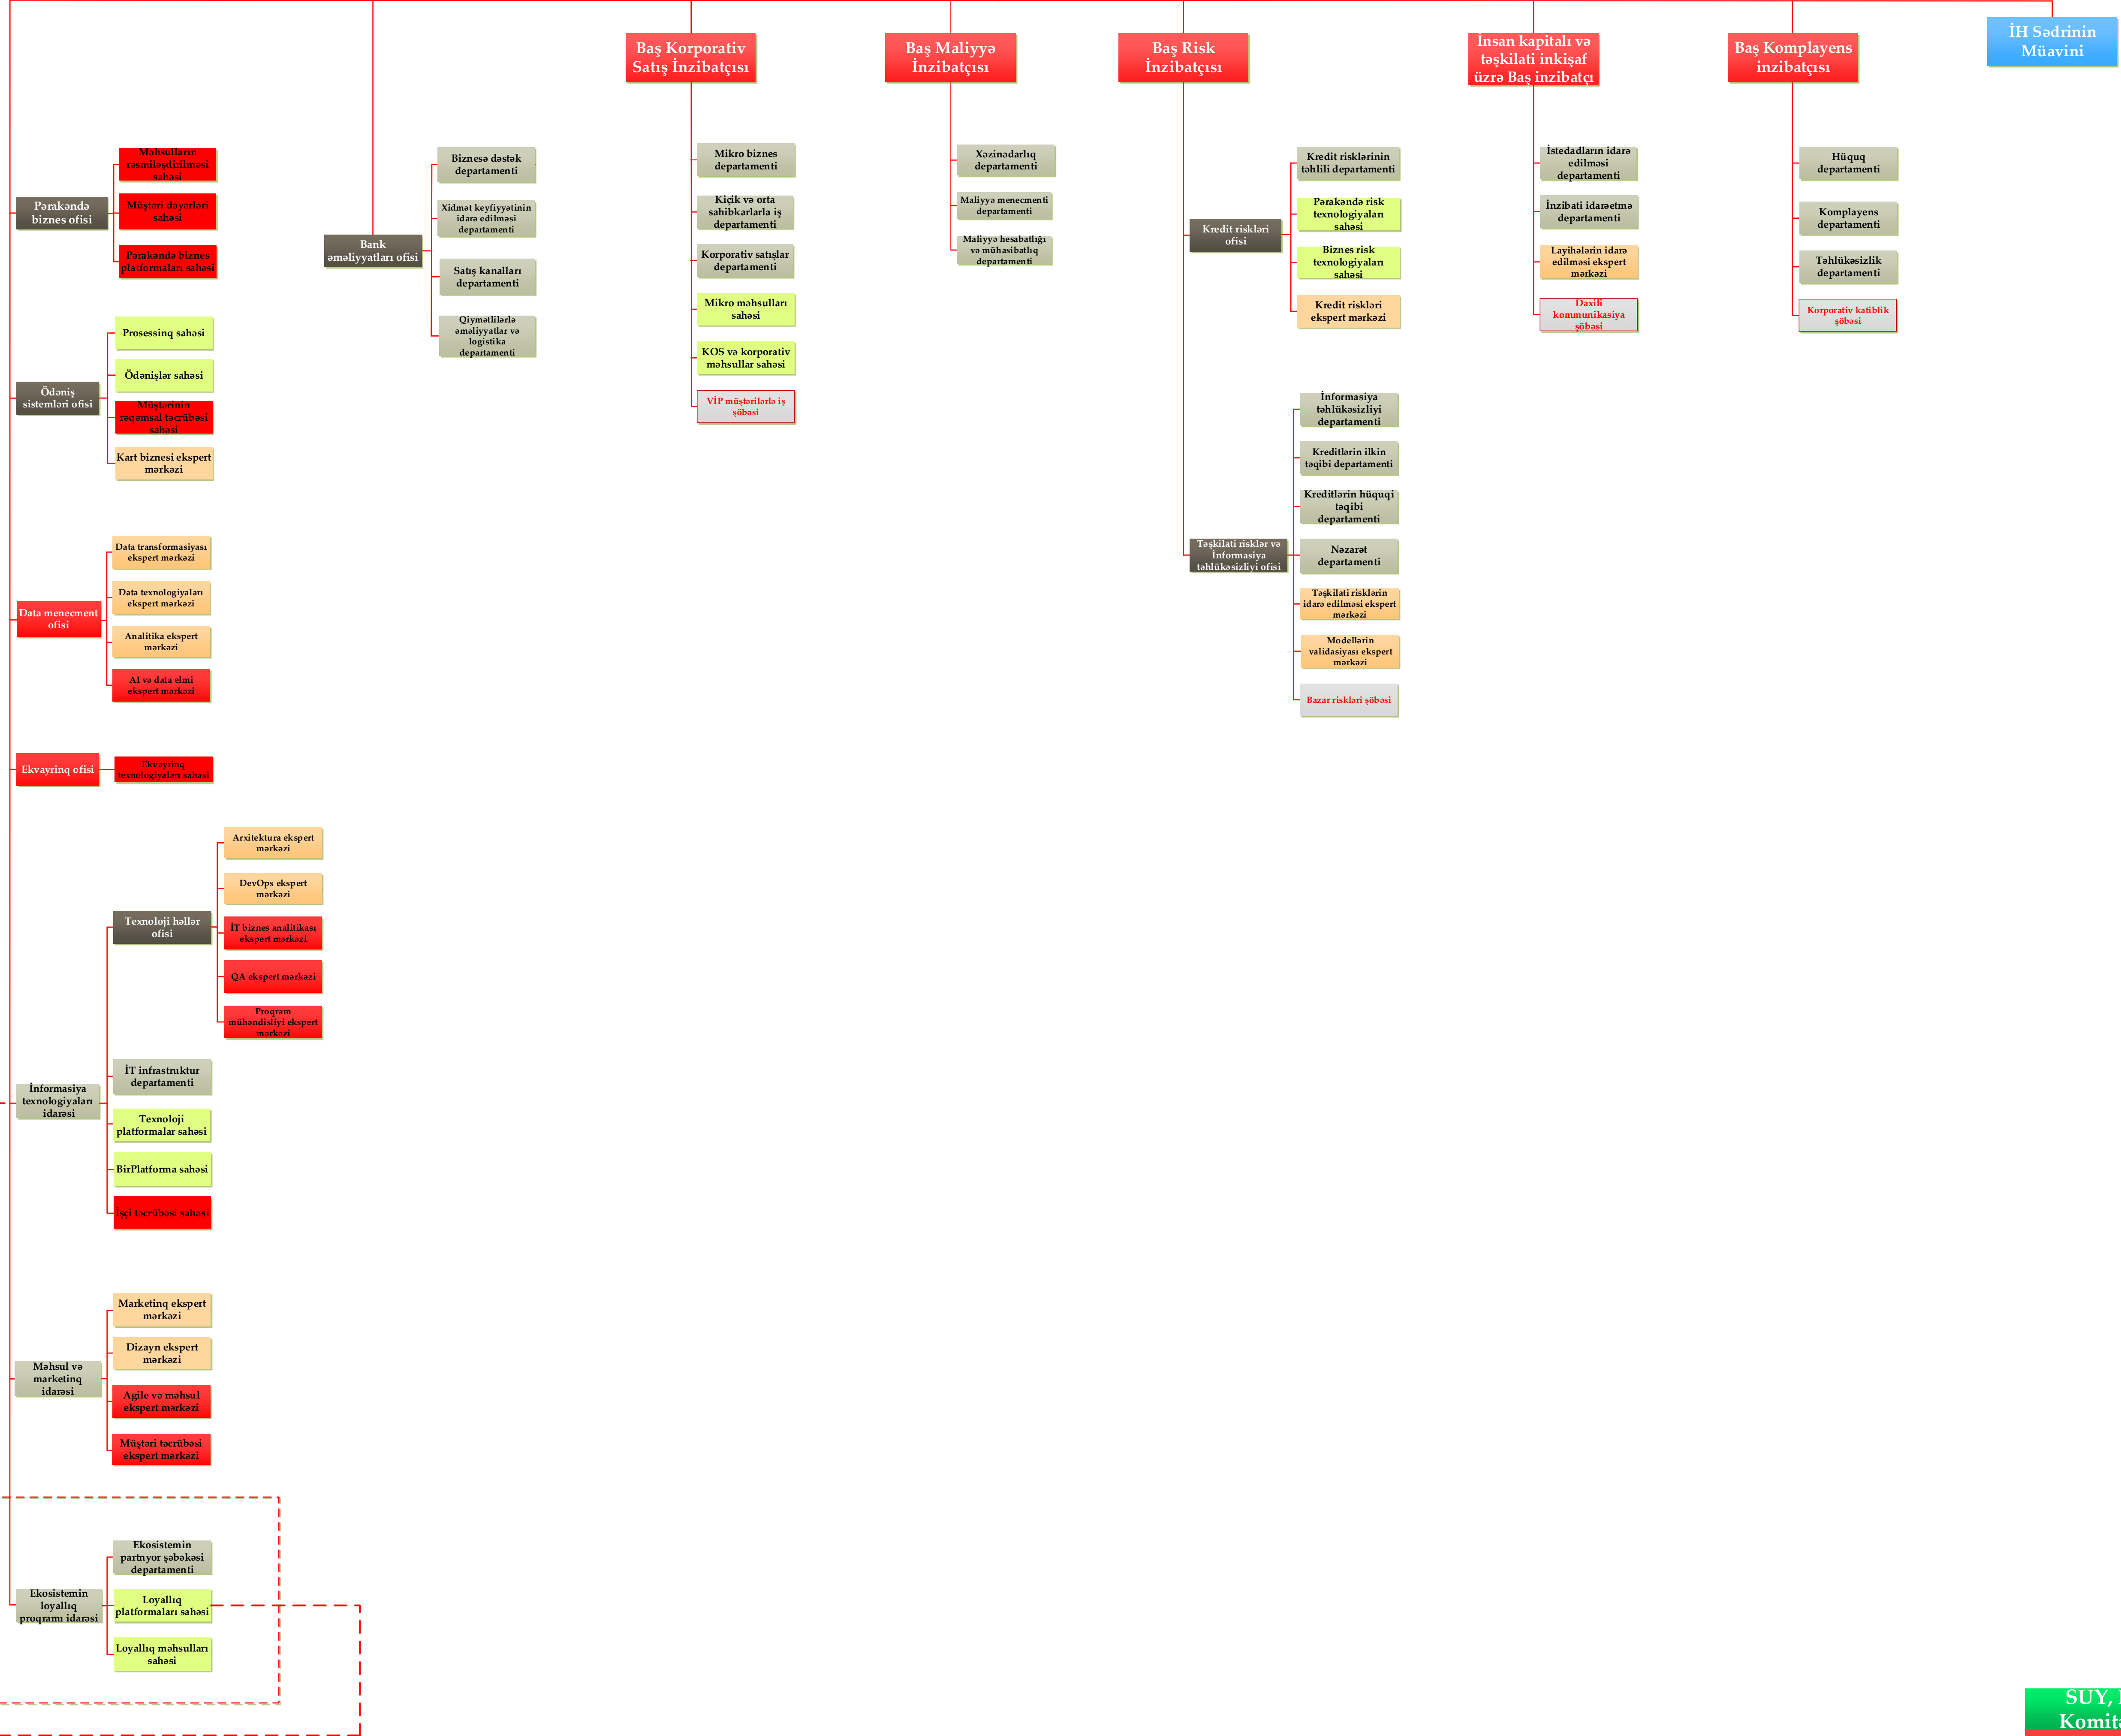 Baş Korporativ
Satış İnzibatçısı
Baş Maliyyə
İnzibatçısı
Baş Risk
İnzibatçısı
İnsan kapitalı və
təşkilati inkişaf
üzrə Baş inzibatçı
Baş Komplayens
inzibatçısı
İH Sədrinin
Müavini
Pərakəndə
biznes ofisi
Məhsulların
rəsmiləşdirilməsi
sahəsi
Müştəri dəyərləri
sahəsi
Pərakəndə biznes
platformaları sahəsi
Ödəniş
sistemləri ofisi
Prosessinq sahəsi
Ödənişlər sahəsi
Müştərinin
rəqəmsal təcrübəsi
sahəsi
Kart biznesi ekspert
mərkəzi
Data menecment
ofisi
Data transformasiyası
ekspert mərkəzi
Data texnologiyaları
ekspert mərkəzi
Analitika ekspert
mərkəzi
AI və data elmi
ekspert mərkəzi
Ekvayrinq ofisi
Ekvayrinq
texnologiyaları sahəsi
İnformasiya
texnologiyaları
idarəsi
Texnoloji həllər
ofisi
Arxitektura ekspert
mərkəzi
DevOps ekspert
mərkəzi
İT biznes analitikası
ekspert mərkəzi
QA ekspert mərkəzi
Proqram
mühəndisliyi ekspert
mərkəzi
İT infrastruktur
departamenti
Texnoloji
platformalar sahəsi
BirPlatforma sahəsi
İşçi təcrübəsi sahəsi
Məhsul və
marketinq
idarəsi
Marketinq ekspert
mərkəzi
Dizayn ekspert
mərkəzi
Agile və məhsul
ekspert mərkəzi
Müştəri təcrübəsi
ekspert mərkəzi
Ekosistemin
loyallıq
proqramı idarəsi
Ekosistemin
partnyor şəbəkəsi
departamenti
Loyallıq
platformaları sahəsi
Loyallıq məhsulları
sahəsi
Bank
əməliyyatları ofisi
Biznesə dəstək
departamenti
Xidmət keyfiyyətinin
idarə edilməsi
departamenti
Satış kanalları
departamenti
Qiymətlilərlə
əməliyyatlar və
logistika
departamenti
Mikro biznes
departamenti
Kiçik və orta
sahibkarlarla iş
departamenti
Korporativ satışlar
departamenti
Mikro məhsulları
sahəsi
KOS və korporativ
məhsullar sahəsi
VİP müştərilərlə iş
şöbəsi
Xəzinədarlıq
departamenti
Maliyyə menecmenti
departamenti
Maliyyə hesabatlığı
və mühasibatlıq
departamenti
Kredit riskləri
ofisi
Kredit risklərinin
təhlili departamenti
Pərakəndə risk
texnologiyaları
sahəsi
Biznes risk
texnologiyaları
sahəsi
Kredit riskləri
ekspert mərkəzi
Təşkilati risklər və
İnformasiya
təhlükəsizliyi ofisi
İnformasiya
təhlükəsizliyi
departamenti
Kreditlərin ilkin
təqibi departamenti
Kreditlərin hüquqi
təqibi
departamenti
Nəzarət
departamenti
Təşkilati risklərin
idarə edilməsi ekspert
mərkəzi
Modellərin
validasiyası ekspert
mərkəzi
Bazar riskləri şöbəsi
İstedadların idarə
edilməsi
departamenti
İnzibati idarəetmə
departamenti
Layihələrin idarə
edilməsi ekspert
mərkəzi
Daxili
kommunikasiya
şöbəsi
Hüquq
departamenti
Komplayens
departamenti
Təhlükəsizlik
departamenti
Korporativ katiblik
şöbəsi
SUY,